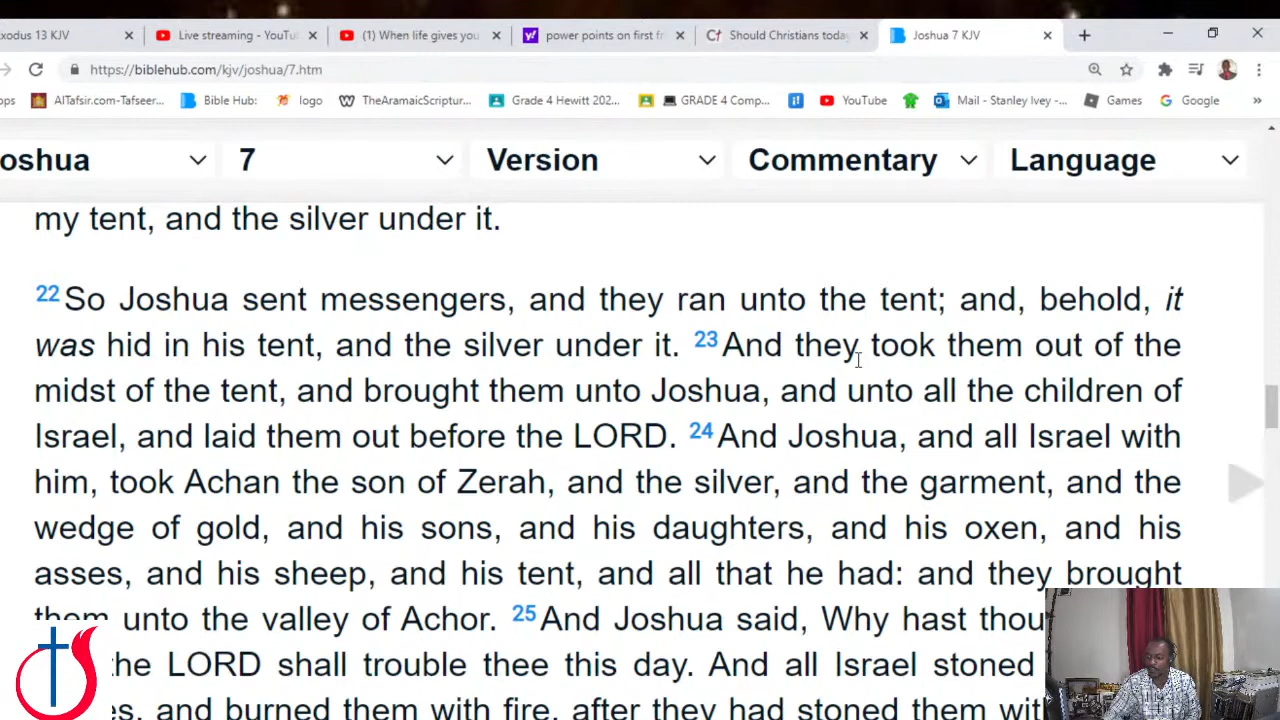 xodus 13 KJV
Live streaming - YouTu
(1) When life gives you
power points on first fr
Should Christians today
Joshua 7 KJV
https://biblehub.com/kjv/joshua/7.htm
ops
AlTafsir.com-Tafseer...
Bible Hub:
logo
TheAramaicScriptur...
Grade 4 Hewitt 202...
GRADE 4 Comp...
YouTube
Mail - Stanley Ivey -...
Games
Google
»
oshua
7
Version
Commentary
Language
my tent, and the silver under it.
22 So Joshua sent messengers, and they ran unto the tent; and, behold, it
was hid in his tent, and the silver under it. 23 And they took them out of the
midst of the tent, and brought them unto Joshua, and unto all the children of
Israel, and laid them out before the LORD. 24 And Joshua, and all Israel with
him, took Achan the son of Zerah, and the silver, and the garment, and the
wedge of gold, and his sons, and his daughters, and his oxen, and his
asses, and his sheep, and his tent, and all that he had: and they brought
them unto the valley of Achor. 25 And Joshua said, Why hast thou
the LORD shall trouble thee this day. And all Israel stoned
es, and burned them with fire, after they had stoned them wit